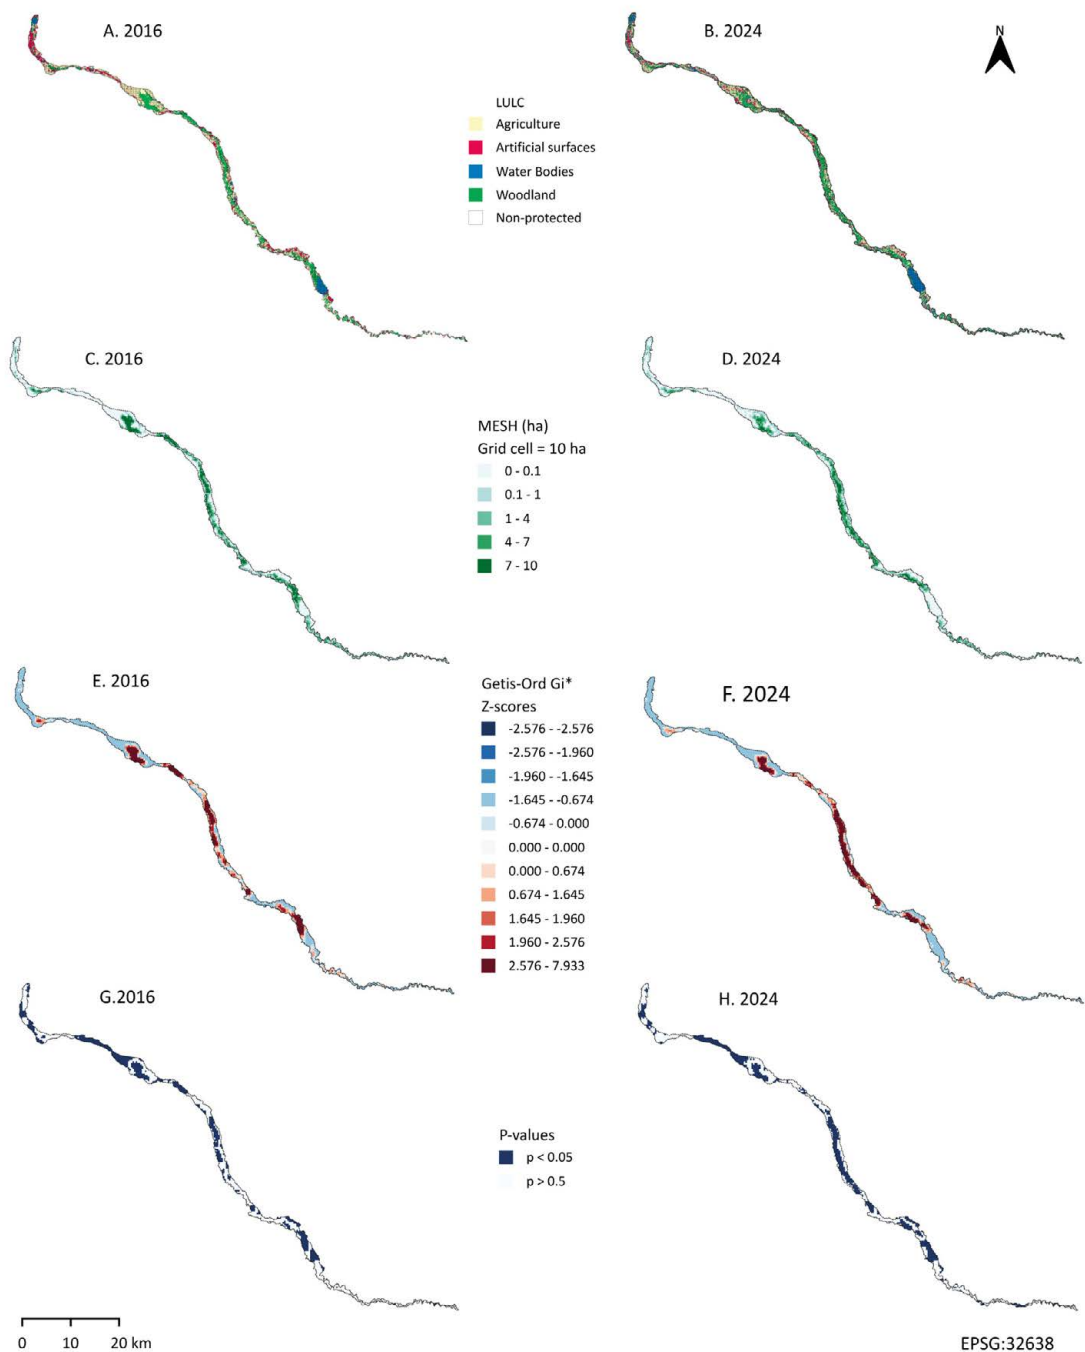 A. 2016
B. 2024
N
LULC
Agriculture
Artificial surfaces
Water Bodies
Woodland
Non-protected
C. 2016
D. 2024
MESH (ha)
Grid cell = 10 ha
0 - 0.1
0.1 - 1
1 - 4
4 - 7
7 - 10
E. 2016
F. 2024
Getis-Ord Gi*
Z-scores
-2.576 - -2.576
-2.576 - -1.960
-1.960 - -1.645
-1.645 - -0.674
-0.674 - 0.000
0.000 - 0.000
0.000 - 0.674
0.674 - 1.645
1.645 - 1.960
1.960 - 2.576
2.576 - 7.933
G.2016
H. 2024
P-values
p < 0.05
p > 0.5
0 10 20 km
EPSG:32638